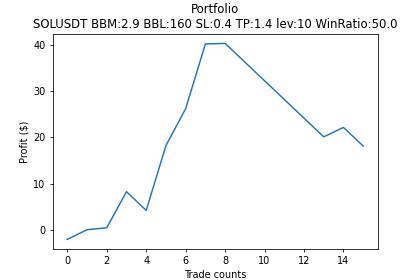 Portfolio
SOLUSDT BBM:2.9 BBL:160 SL:0.4 TP:1.4 lev:10 WinRatio:50.0
40
30
20
10
0
Profit ($)
0 2 4 6 8 10 12 14
Trade counts